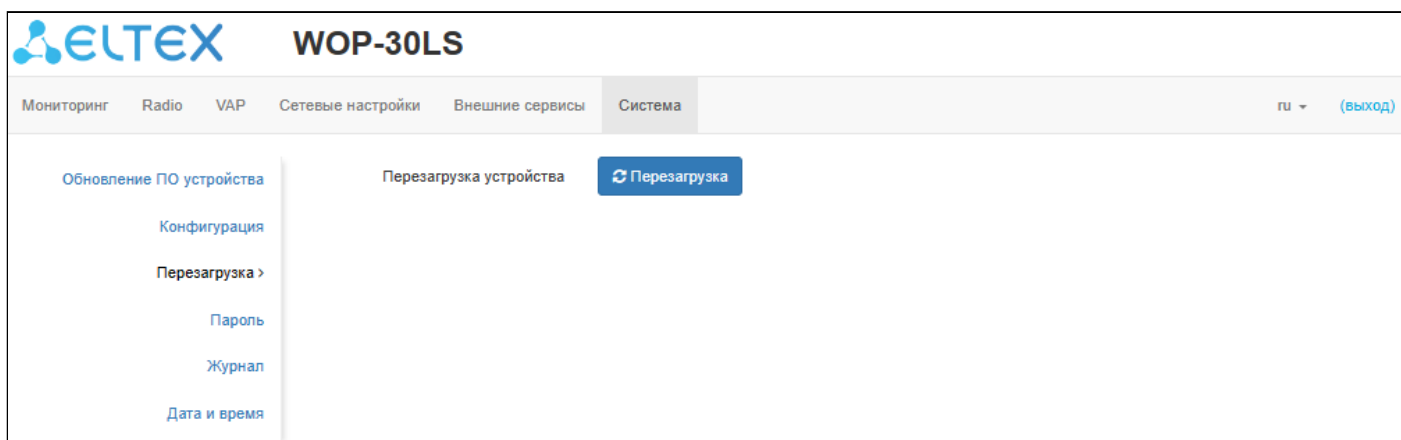 ELTEX WOP-30LS
Мониторинг Radio VAP Сетевые настройки Внешние сервисы Система ru (выход)
Обновление ПО устройства
Конфигурация
Перезагрузка >
Пароль
Журнал
Дата и время
Перезагрузка устройства Перезагрузка